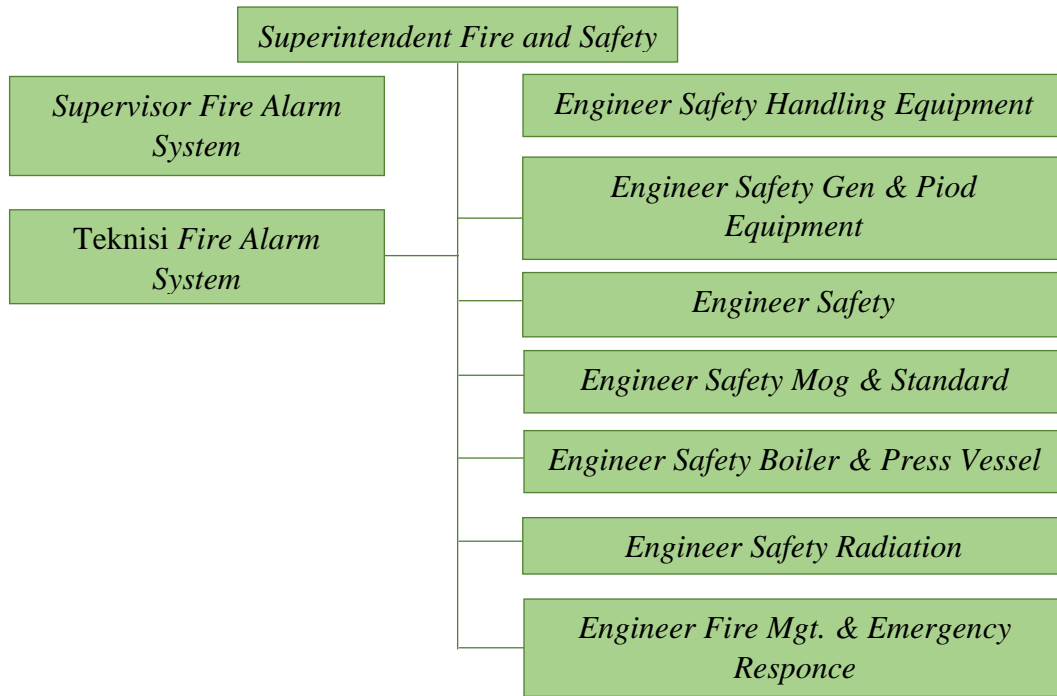 Superintendent Fire and Safety
Supervisor Fire Alarm
System
Teknisi Fire Alarm
System
Engineer Safety Handling Equipment
Engineer Safety Gen & Piod
Equipment
Engineer Safety
Engineer Safety Mog & Standard
Engineer Safety Boiler & Press Vessel
Engineer Safety Radiation
Engineer Fire Mgt. & Emergency
Responce